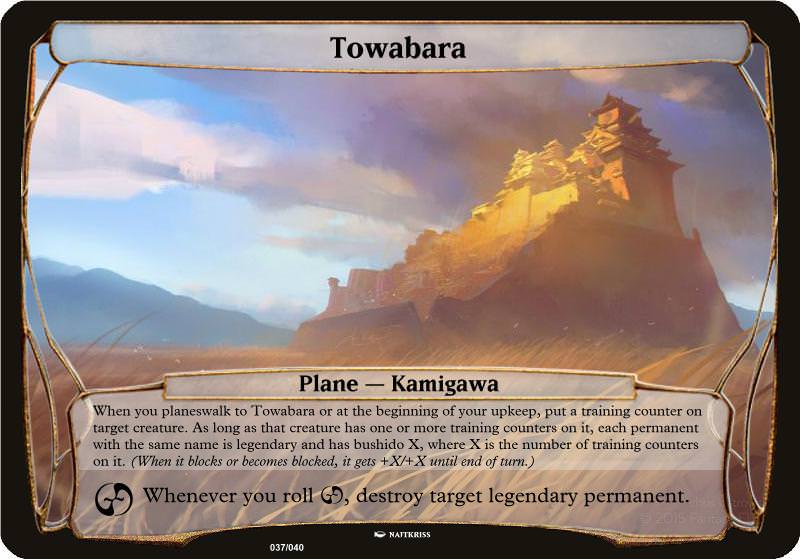 Towabara
Plane — Kamigawa
When you planeswalk to Towabara or at the beginning of your upkeep, put a training counter on
target creature. As long as that creature has one or more training counters on it, each permanent
with the same name is legendary and has bushido X, where X is the number of training counters
on it. (When it blocks or becomes blocked, it gets +X/+X until end of turn.)
Whenever you roll , destroy target legendary permanent.
© 2015
NAJTKRISS
037/040